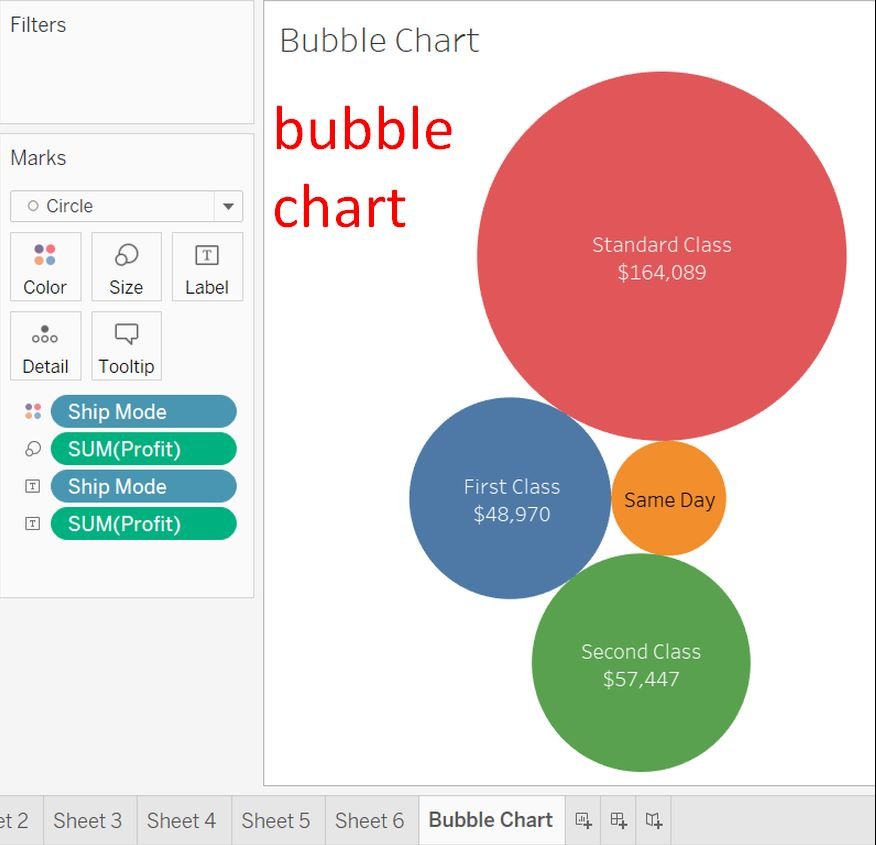 Filters
Marks
Circle
Color Size Label
Detail Tooltip
Ship Mode
SUM(Profit)
Ship Mode
SUM(Profit)
Bubble Chart
bubble
chart
Standard Class
$164,089
First Class
$48,970
Same Day
Second Class
$57,447
et 2 Sheet 3 Sheet 4 Sheet 5 Sheet 6 Bubble Chart